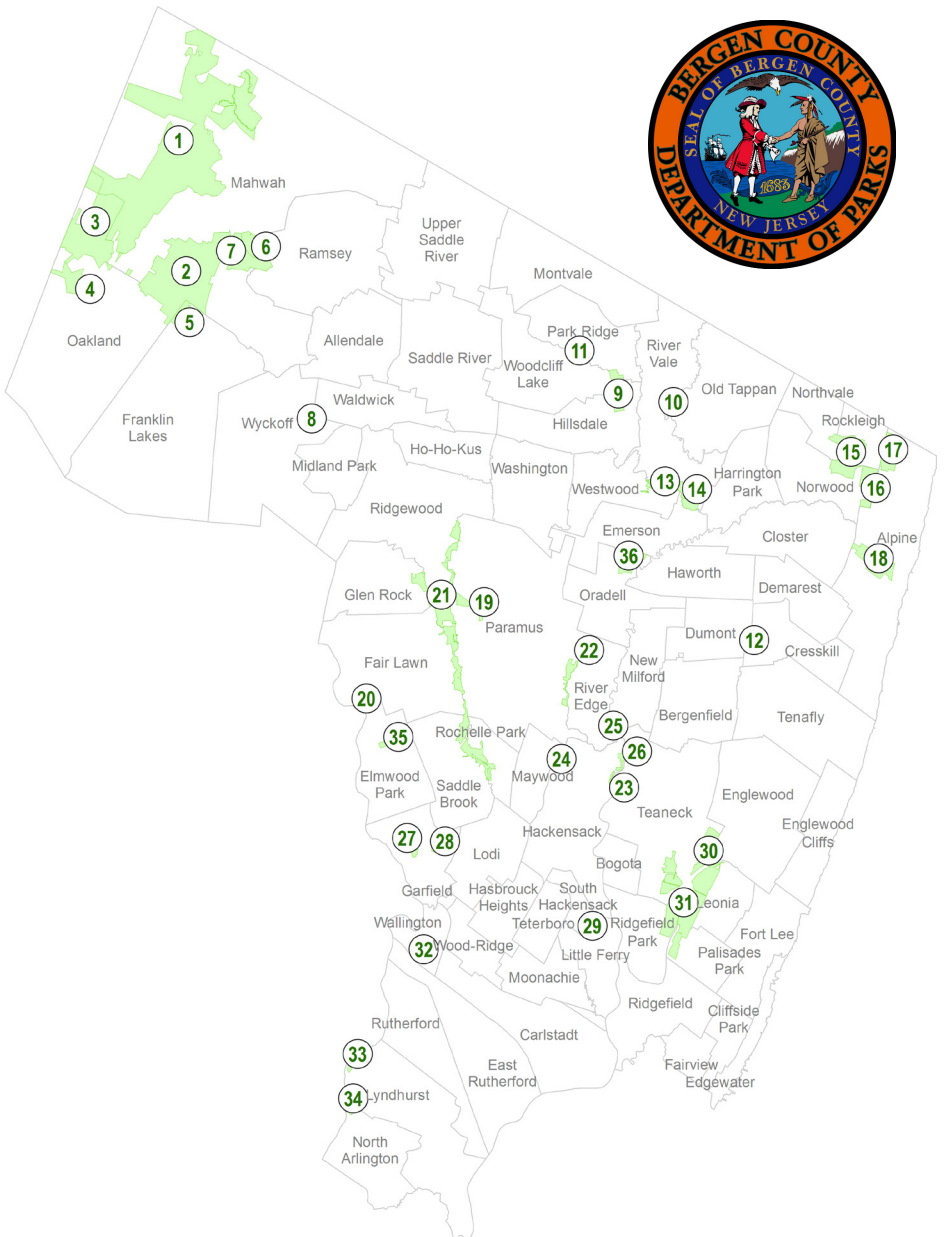 BERGEN COUNTY
DEPARTMENT OF PARKS
SEAL OF BERGEN COUNTY
NEW JERSEY
1683
1
Mahwah
3
7
6
2
4
5
Ramsey
Upper
Saddle
River
Montvale
Oakland
Allendale
Saddle River
Park Ridge
11
Woodcliff
Lake
9
River
Vale
10
Old Tappan
Northvale
Rockleigh
Franklin
Lakes
Wyckoff
8
Waldwick
Hillsdale
15
17
Midland Park
Ho-Ho-Kus
Washington
Westwood
13
14
Harrington
Park
Norwood
16
Ridgewood
Emerson
36
Closter
Alpine
18
Glen Rock
21
19
Paramus
Oradell
Haworth
Demarest
Dumont
12
Cresskill
Fair Lawn
22
New
Milford
River
Edge
20
35
Rochelle Park
25
Bergenfield
Tenafly
26
24
Maywood
23
Elmwood
Park
Saddle
Brook
Teaneck
Englewood
Englewood
Cliffs
27
28
Lodi
Hackensack
Bogota
30
Garfield
Hasbrouck
Heights
South
Hackensack
31
Leonia
Wallington
Teterboro
29
Ridgefield
Park
Fort Lee
32
Wood-Ridge
Little Ferry
Palisades
Park
Moonachie
Ridgefield
Cliffside
Park
Rutherford
Carlstadt
33
East
Rutherford
Fairview
Edgewater
34
Lyndhurst
North
Arlington